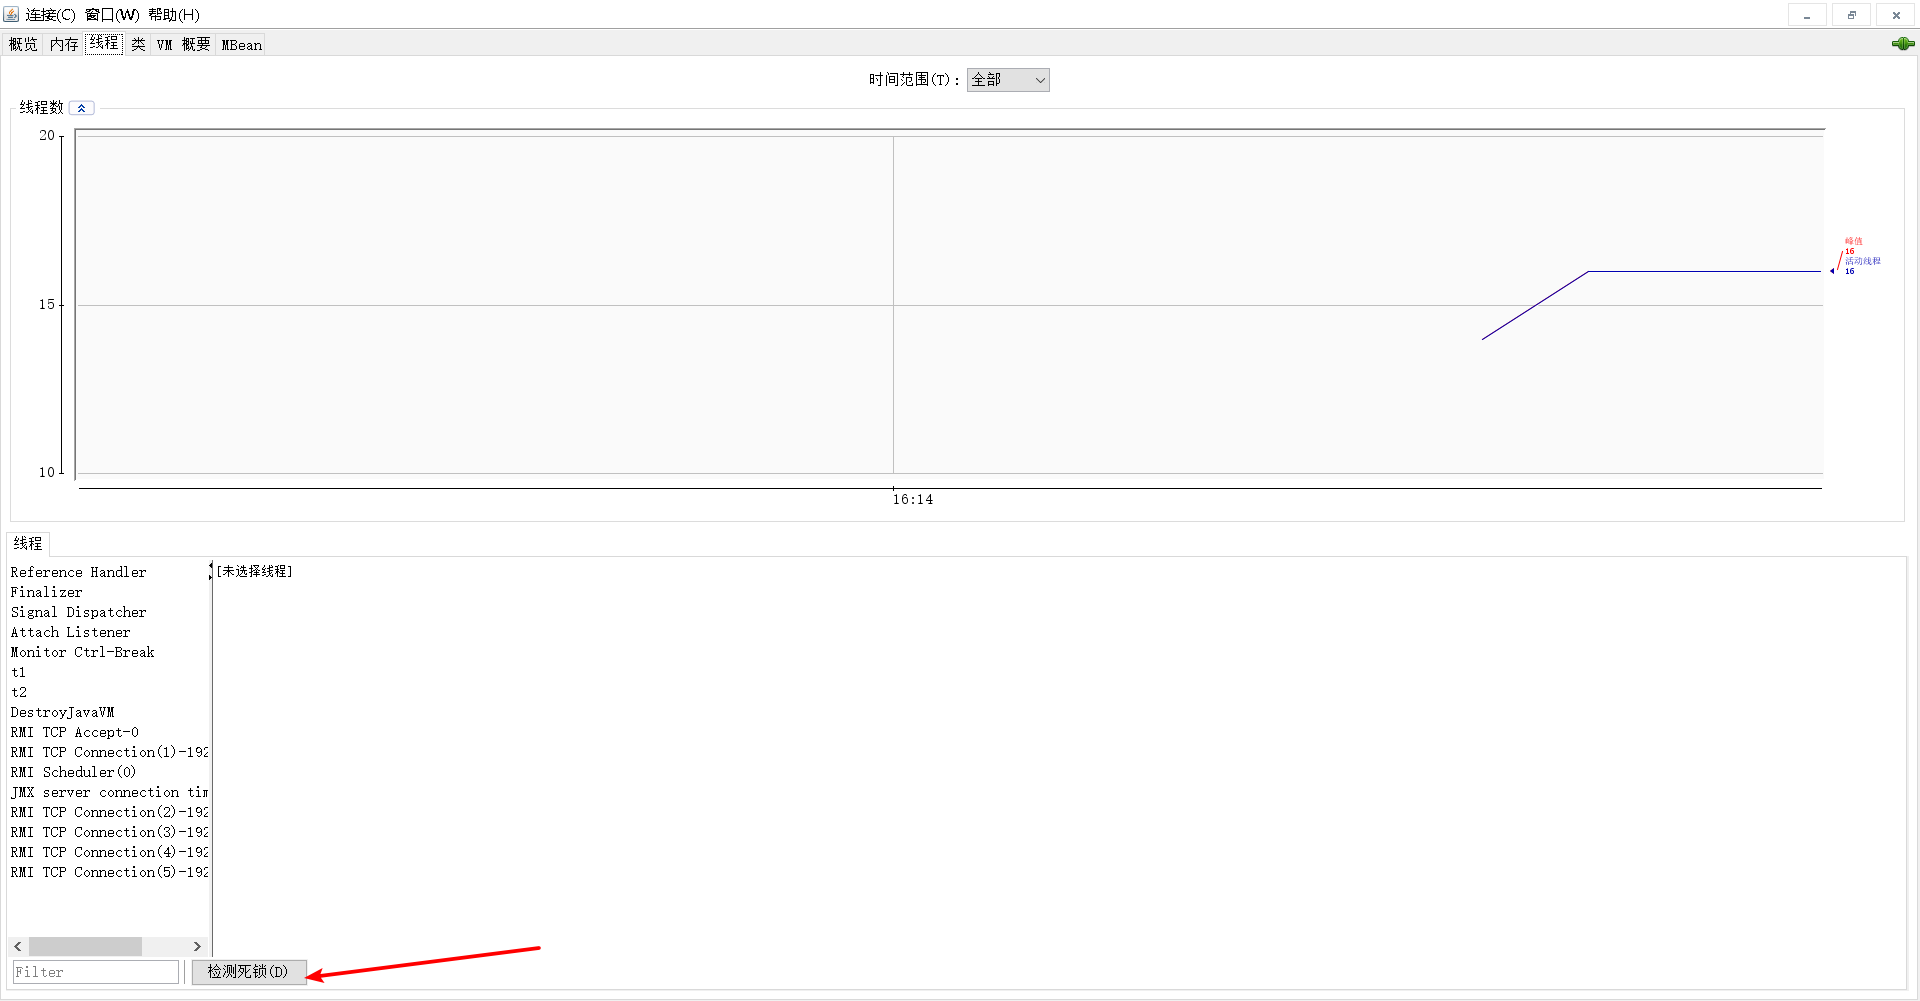 连接(C) 窗口(W) 帮助(H)
概览 内存 线程 类 VM 概要 MBean
时间范围(T): 全部
线程数
20
15
10
16:14
峰值
16
活动线程
16
线程
Reference Handler
Finalizer
Signal Dispatcher
Attach Listener
Monitor Ctrl-Break
t1
t2
DestroyJavaVM
RMI TCP Accept-0
RMI TCP Connection(1)-192
RMI Scheduler(0)
JMX server connection tim
RMI TCP Connection(2)-192
RMI TCP Connection(3)-192
RMI TCP Connection(4)-192
RMI TCP Connection(5)-192
[未选择线程]
Filter
检测死锁(D)